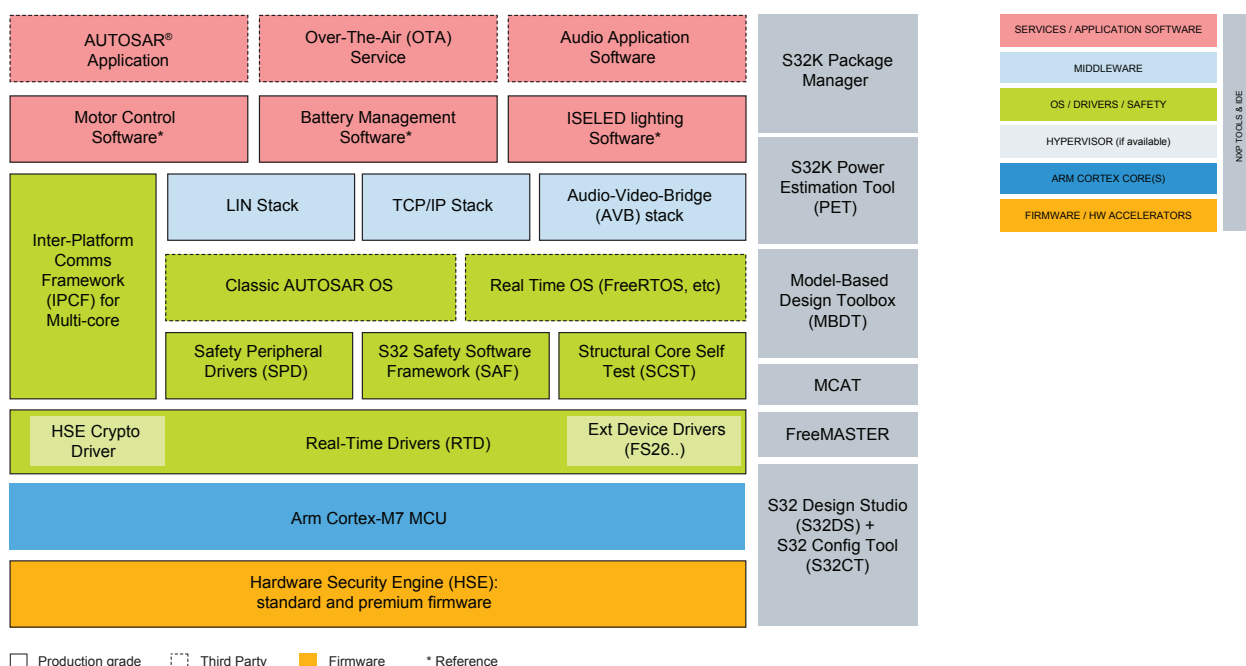 AUTOSAR®
Application
Over-The-Air (OTA)
Service
Audio Application
Software
Motor Control
Software*
Battery Management
Software*
ISELED lighting
Software*
Inter-Platform
Comms
Framework
(IPCF) for
Multi-core
LIN Stack
TCP/IP Stack
Audio-Video-Bridge
(AVB) stack
Classic AUTOSAR OS
Real Time OS (FreeRTOS, etc)
Safety Peripheral
Drivers (SPD)
S32 Safety Software
Framework (SAF)
Structural Core Self
Test (SCST)
HSE Crypto
Driver
Real-Time Drivers (RTD)
Ext Device Drivers
(FS26..)
Arm Cortex-M7 MCU
Hardware Security Engine (HSE):
standard and premium firmware
S32K Package
Manager
S32K Power
Estimation Tool
(PET)
Model-Based
Design Toolbox
(MBDT)
MCAT
FreeMASTER
S32 Design Studio
(S32DS) +
S32 Config Tool
(S32CT)
SERVICES / APPLICATION SOFTWARE
MIDDLEWARE
OS / DRIVERS / SAFETY
HYPERVISOR (if available)
ARM CORTEX CORE(S)
FIRMWARE / HW ACCELERATORS
NXP TOOLS & IDE
Production grade
Third Party
Firmware
* Reference